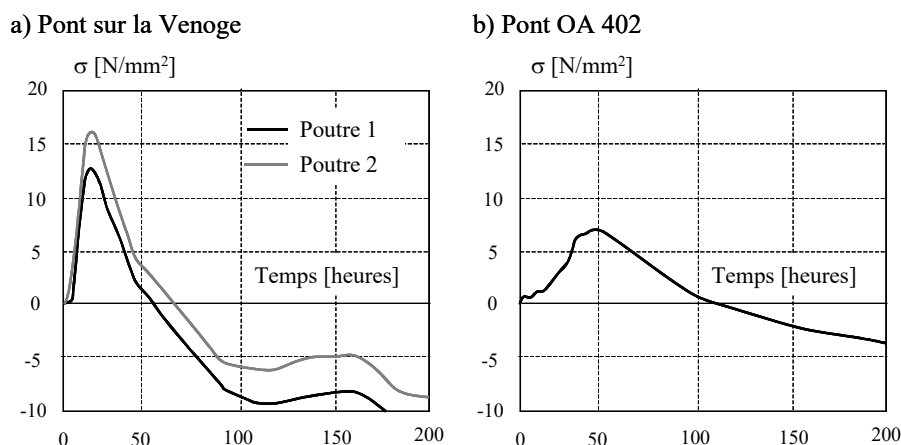 a) Pont sur la Venoge
σ [N/mm²]
20
15
10
5
0
-5
-10
Poutre 1
Poutre 2
Temps [heures]
0 50 100 150 200
b) Pont OA 402
σ [N/mm²]
20
15
10
5
0
-5
-10
Temps [heures]
0 50 100 150 200